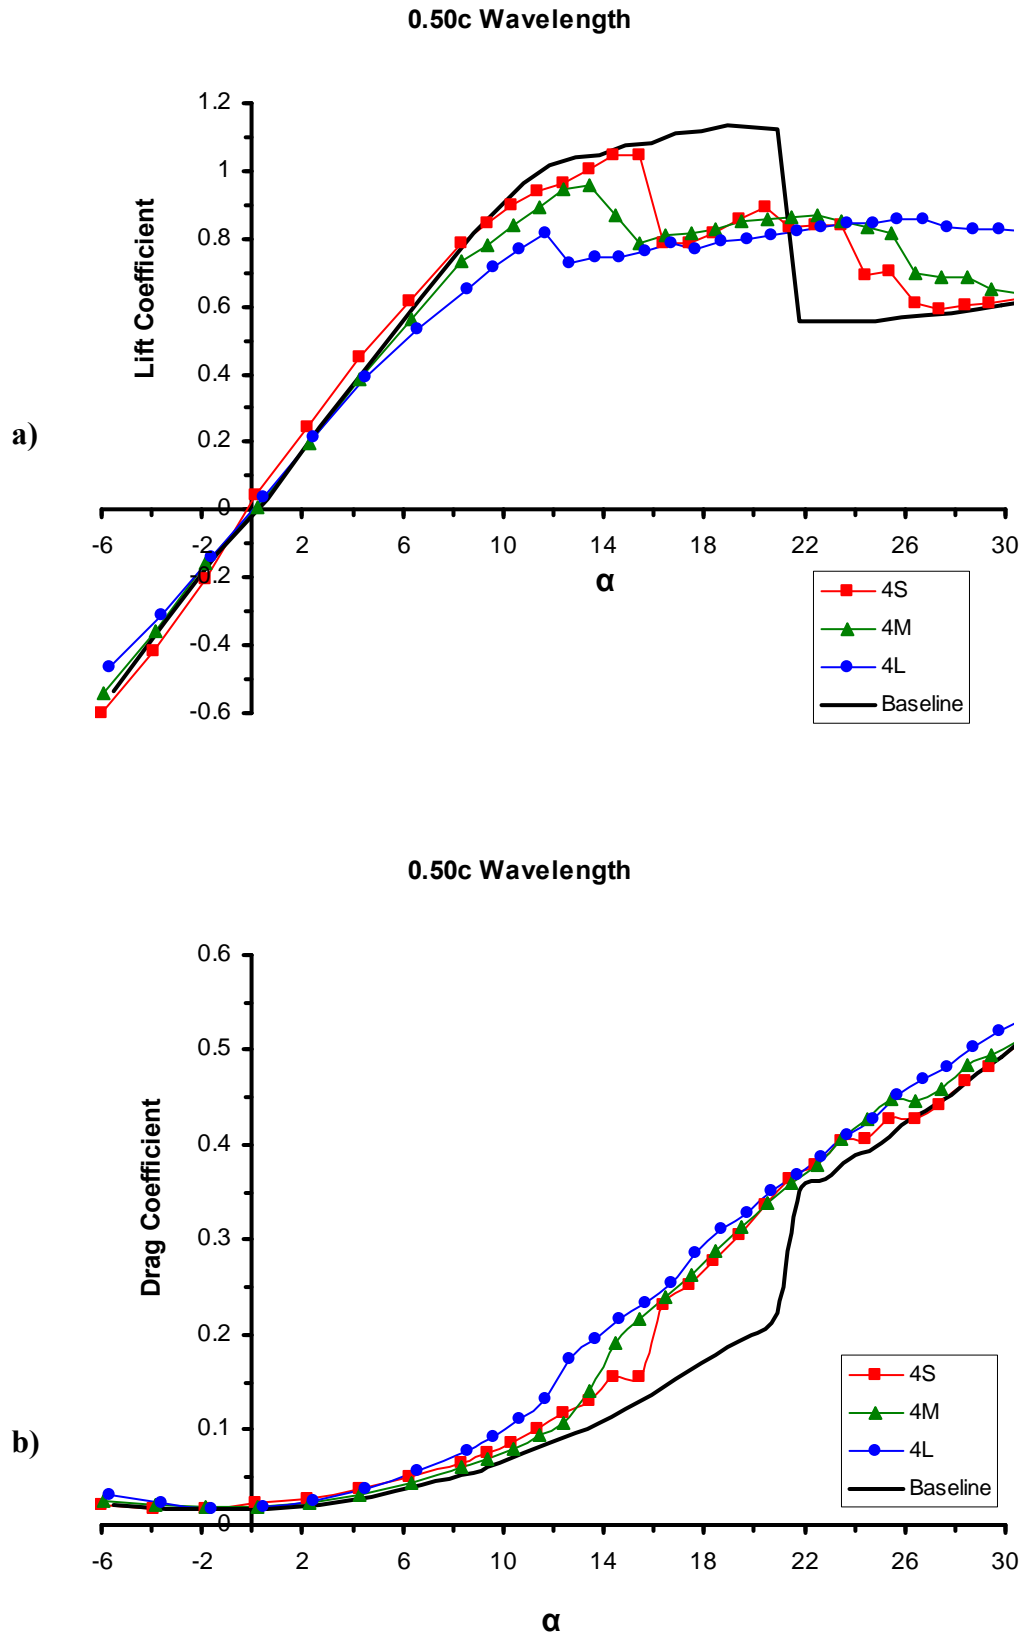 0.50c Wavelength
1.2
1
0.8
0.6
0.4
0.2
0
-0.2
-0.4
-0.6
Lift Coefficient
-6 -2 2 6 10 14 18 22 26 30
α
a)
4S
4M
4L
Baseline
0.50c Wavelength
0.6
0.5
0.4
0.3
0.2
0.1
0
Drag Coefficient
-6 -2 2 6 10 14 18 22 26 30
α
b)
4S
4M
4L
Baseline